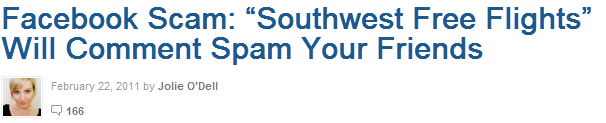 Facebook Scam: “Southwest Free Flights”
Will Comment Spam Your Friends
February 22, 2011 by Jolie O'Dell
166